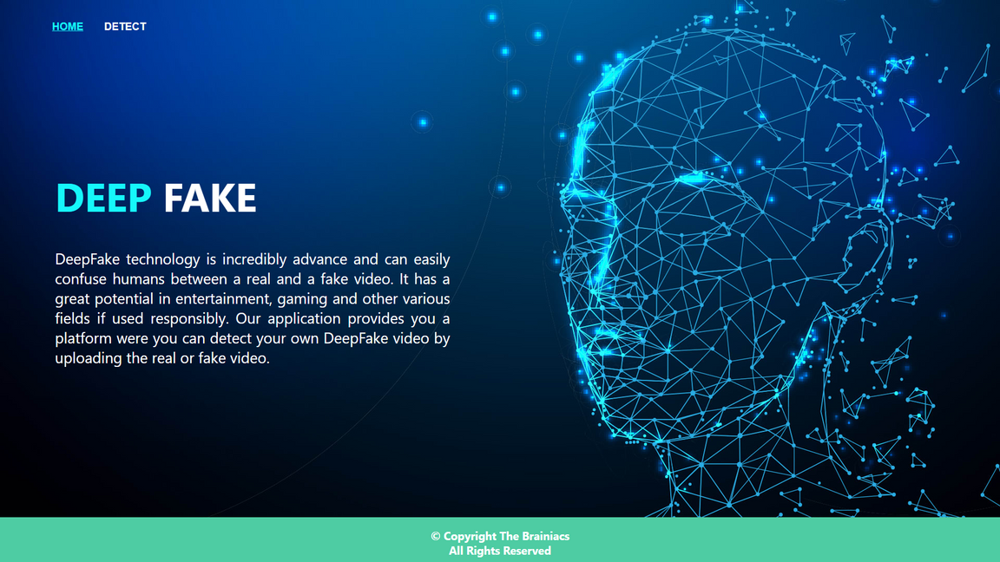 HOME DETECT
DEEP FAKE
DeepFake technology is incredibly advance and can easily
confuse humans between a real and a fake video. It has a
great potential in entertainment, gaming and other various
fields if used responsibly. Our application provides you a
platform were you can detect your own DeepFake video by
uploading the real or fake video.
© Copyright The Brainiacs
All Rights Reserved